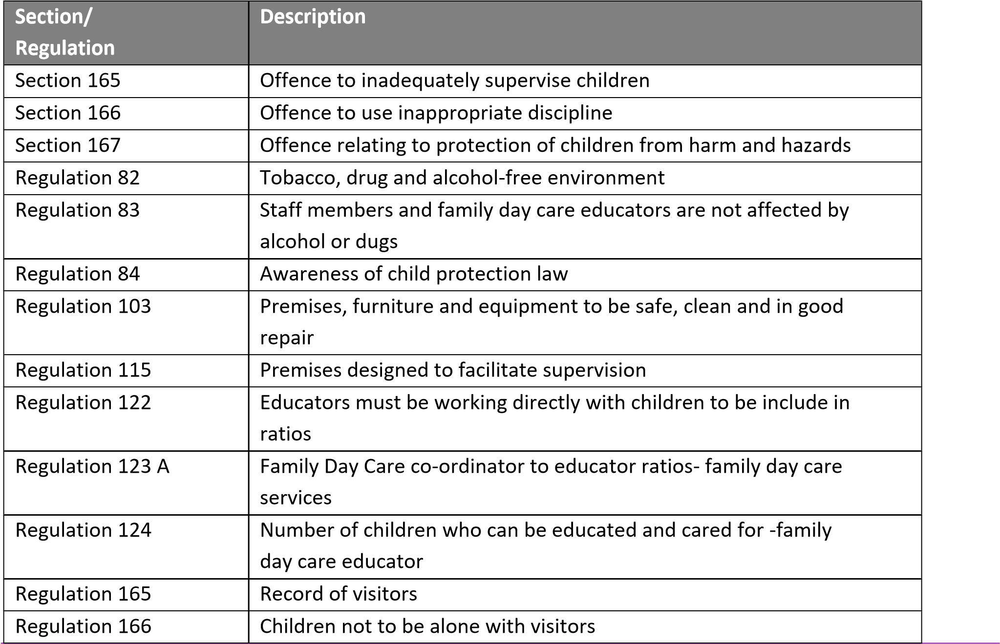 Section/
Regulation
Description
Section 165
Offence to inadequately supervise children
Section 166
Offence to use inappropriate discipline
Section 167
Offence relating to protection of children from harm and hazards
Regulation 82
Tobacco, drug and alcohol-free environment
Regulation 83
Staff members and family day care educators are not affected by
alcohol or dugs
Regulation 84
Awareness of child protection law
Regulation 103
Premises, furniture and equipment to be safe, clean and in good
repair
Regulation 115
Premises designed to facilitate supervision
Regulation 122
Educators must be working directly with children to be include in
ratios
Regulation 123 A
Family Day Care co-ordinator to educator ratios- family day care
services
Regulation 124
Number of children who can be educated and cared for -family
day care educator
Regulation 165
Record of visitors
Regulation 166
Children not to be alone with visitors